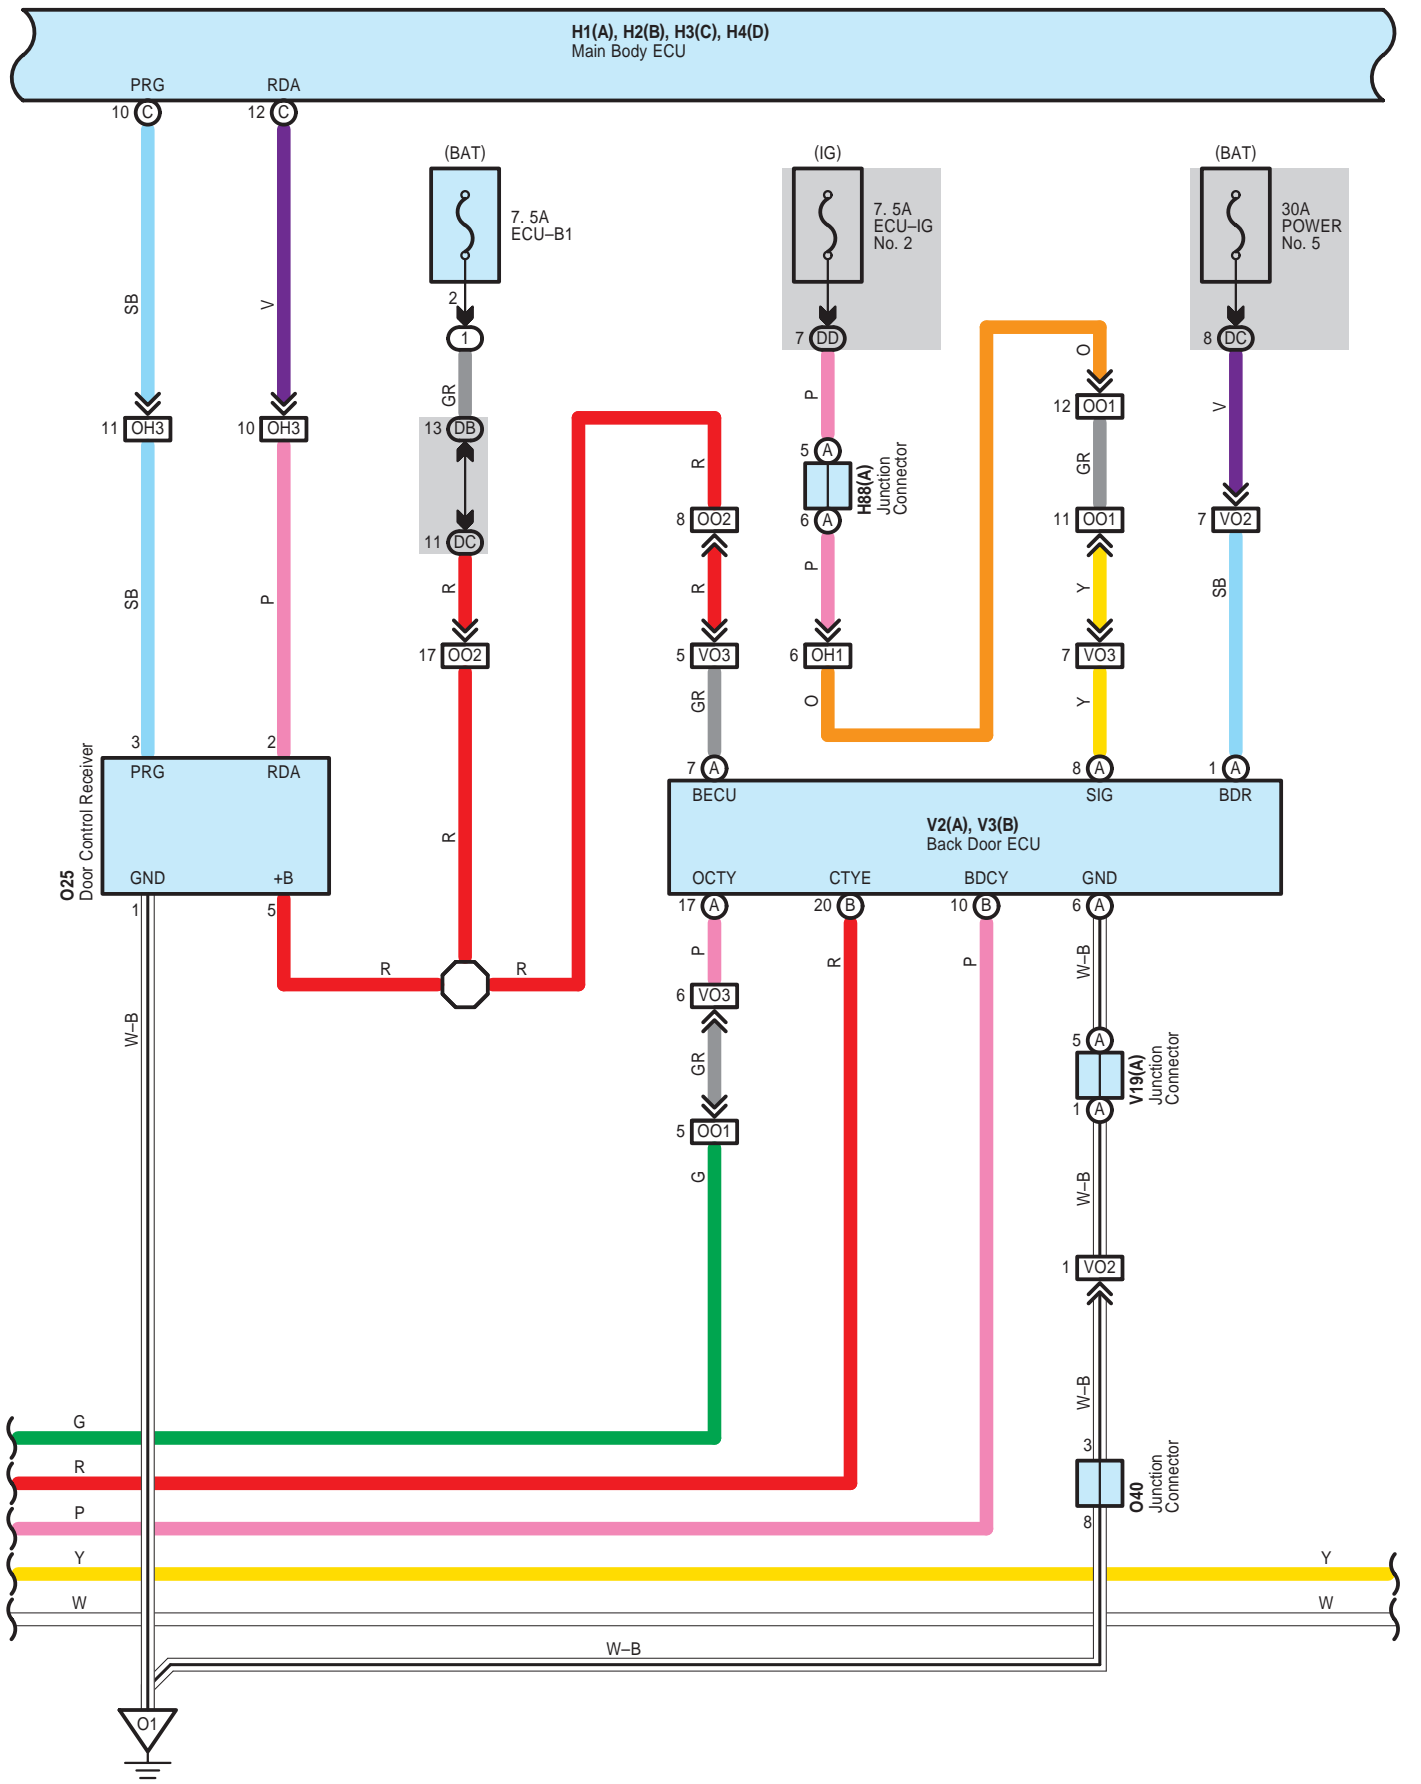 H1(A), H2(B), H3(C), H4(D)
Main Body ECU
PRG
RDA
10 C
12 C
(BAT)
(IG)
(BAT)
7. 5A
ECU–B1
7. 5A
ECU–IG
No. 2
30A
POWER
No. 5
SB
V
2
1
7 DD
8 DC
GR
P
O
V
11 OH3
10 OH3
13 DB
12 OO1
5 A
H88(A)
Junction
Connector
6 A
R
GR
8 OO2
11 OO1
7 VO2
11 DC
SB
P
R
R
P
Y
SB
17 OO2
5 VO3
6 OH1
7 VO3
GR
O
Y
3
2
7 A
8 A
1 A
O25
Door Control Receiver
PRG
RDA
GND
+B
1
5
BECU
SIG
BDR
V2(A), V3(B)
Back Door ECU
OCTY
CTYE
BDCY
GND
17 A
20 B
10 B
6 A
R
R
R
P
R
P
W–B
6 VO3
W–B
5 A
V19(A)
Junction
Connector
1 A
GR
5 OO1
G
W–B
1 VO2
W–B
3
O40
Junction
Connector
8
G
R
P
Y
Y
W
W
W–B
O1